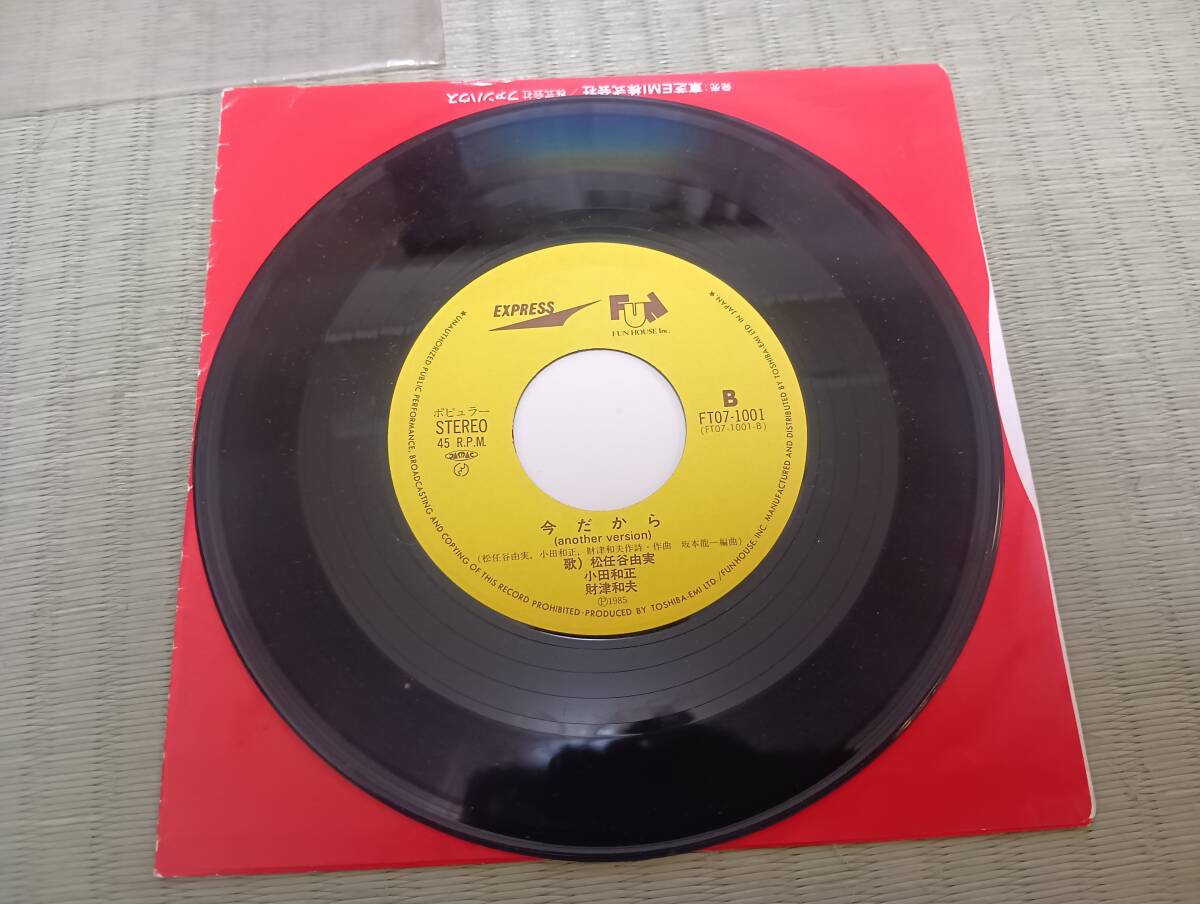 発売:東芝EMI株式会社/株式会社ファンハウス
EXPRESS
FUN
FUN HOUSE Inc.
ポピュラー
STEREO
45 R.P.M.
B
FT07-1001
(FT07-1001-B)
今だから
(another version)
(松任谷由実、小田和正、財津和夫作詩・作曲 坂本龍一編曲)
歌)松任谷由実
小田和正
財津和夫
Ⓟ1985
★UNAUTHORIZED PUBLIC PERFORMANCE, BROADCASTING AND COPYING OF THIS RECORD PROHIBITED・PRODUCED BY TOSHIBA-EMI LTD./FUN HOUSE, INC. MANUFACTURED AND DISTRIBUTED BY TOSHIBA-EMI LTD IN JAPAN.★